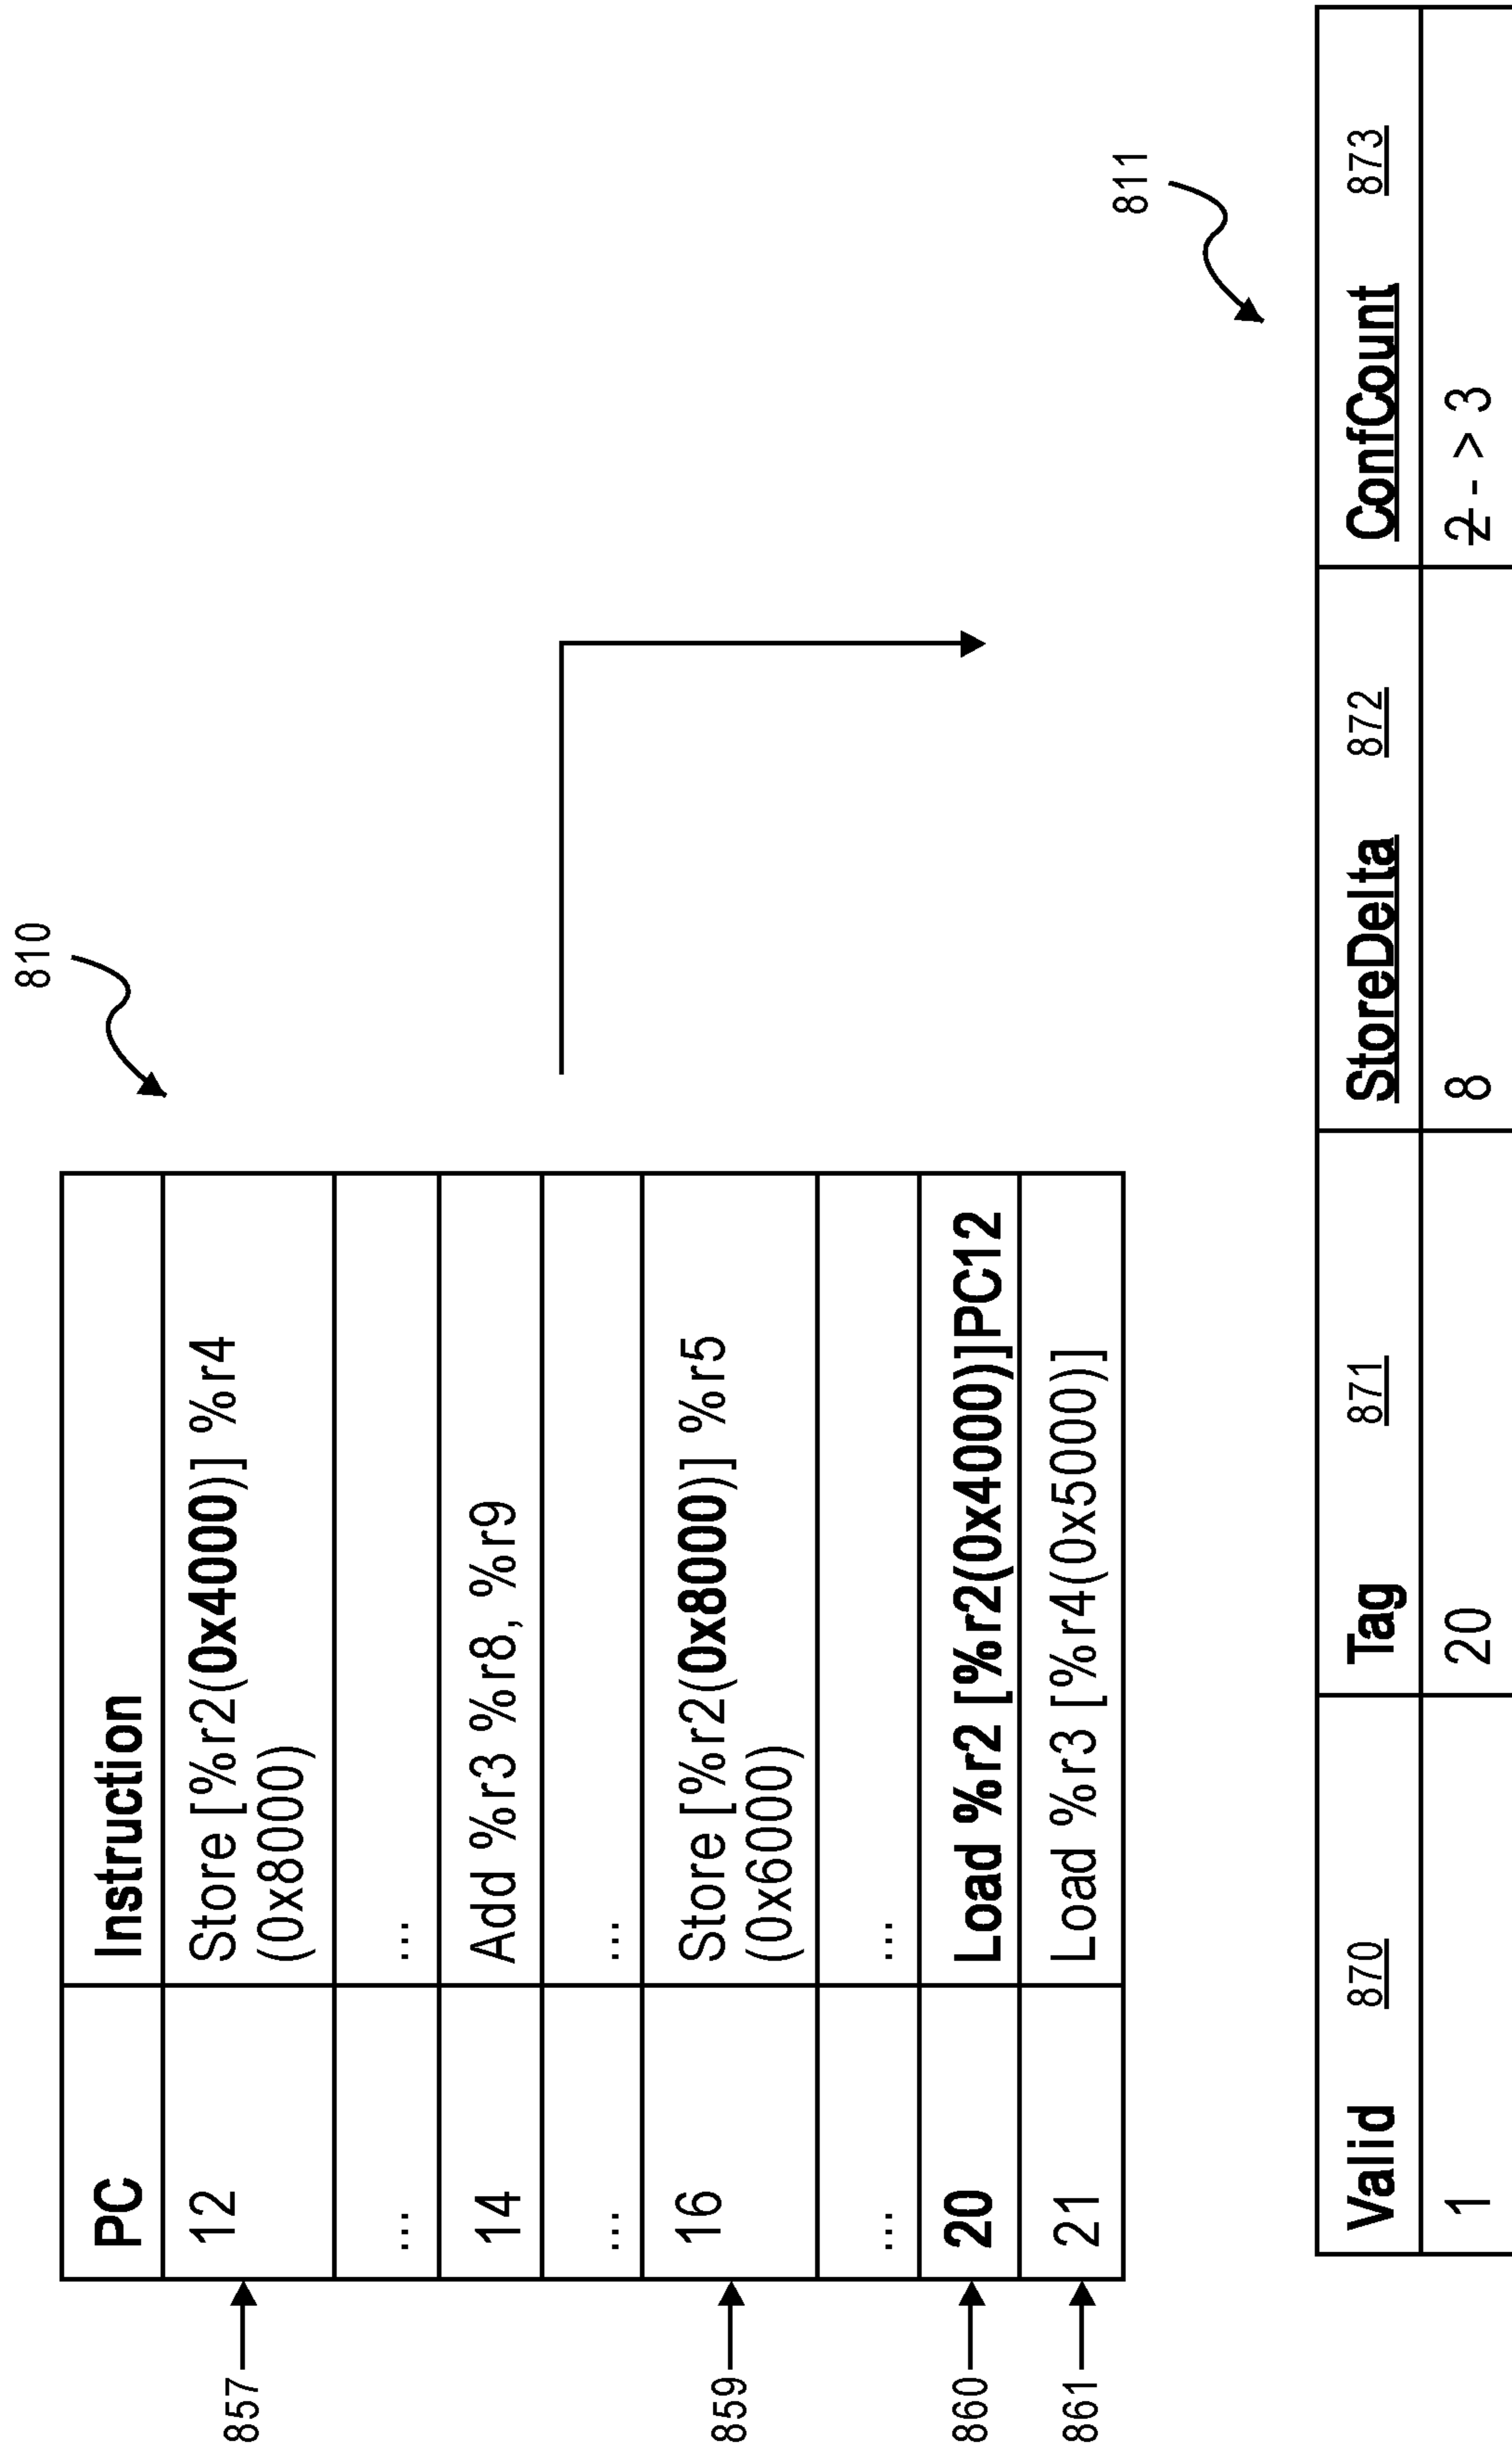 810
PC Instruction
857 12 Store [%r2(0x4000)] %r4
(0x8000)
... ...
14 Add %r3 %r8, %r9
... ...
859 16 Store [%r2(0x8000)] %r5
(0x6000)
... ...
860 20 Load %r2 [%r2(0x4000)]PC12
861 21 Load %r3 [%r4(0x5000)]
811
Valid 870 Tag 871 StoreDelta 872 ConfCount 873
1 20 8 2 - > 3